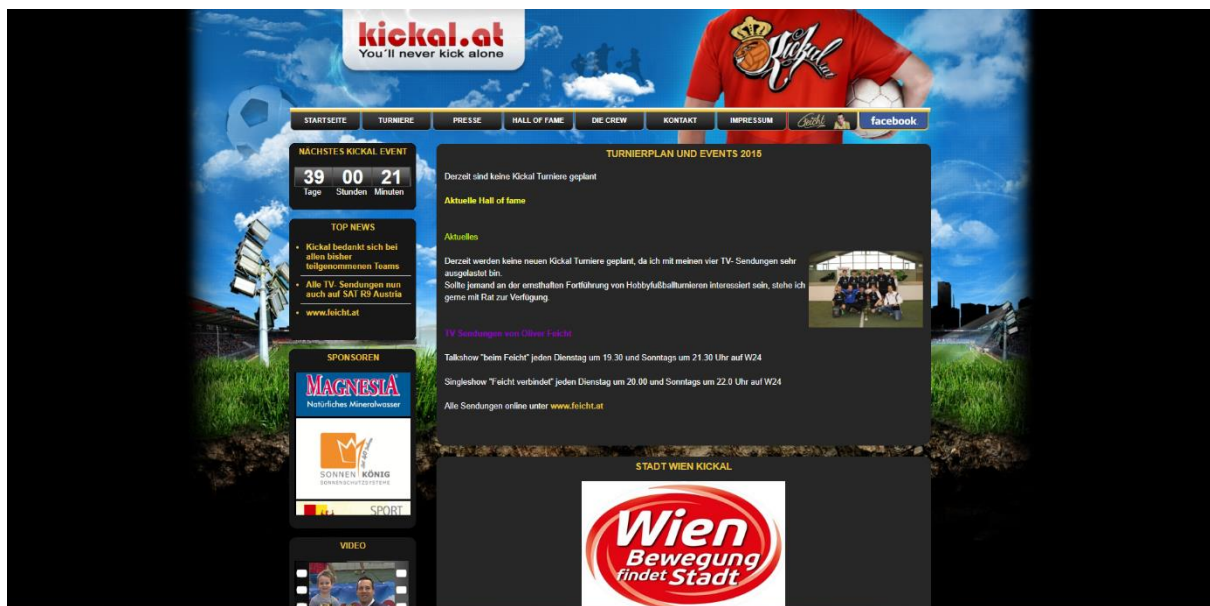 kickal.at
You'll never kick alone
Kickal.at
STARTSEITE
TURNIERE
PRESSE
HALL OF FAME
DIE CREW
KONTAKT
IMPRESSUM
feicht
facebook
NÄCHSTES KICKAL EVENT
39 00 21
Tage Stunden Minuten
TOP NEWS
Kickal bedankt sich bei
allen bisher
teilgenommenen Teams
Alle TV- Sendungen nun
auch auf SAT R9 Austria
www.feicht.at
SPONSOREN
MAGNESIA
Natürliches Mineralwasser
SONNEN KÖNIG
SONNENSCHUTZSYSTEME
SPORT
VIDEO
TURNIERPLAN UND EVENTS 2015
Derzeit sind keine Kickal Turniere geplant
Aktuelle Hall of fame
Aktuelles
Derzeit werden keine neuen Kickal Turniere geplant, da ich mit meinen vier TV- Sendungen sehr
ausgelastet bin.
Sollte jemand an der ernsthaften Fortführung von Hobbyfußballturnieren interessiert sein, stehe ich
gerne mit Rat zur Verfügung.
TV Sendungen von Oliver Feicht
Talkshow "beim Feicht" jeden Dienstag um 19.30 und Sonntags um 21.30 Uhr auf W24
Singleshow "Feicht verbindet" jeden Dienstag um 20.00 und Sonntags um 22.0 Uhr auf W24
Alle Sendungen online unter www.feicht.at
STADT WIEN KICKAL
Wien
Bewegung
findet Stadt